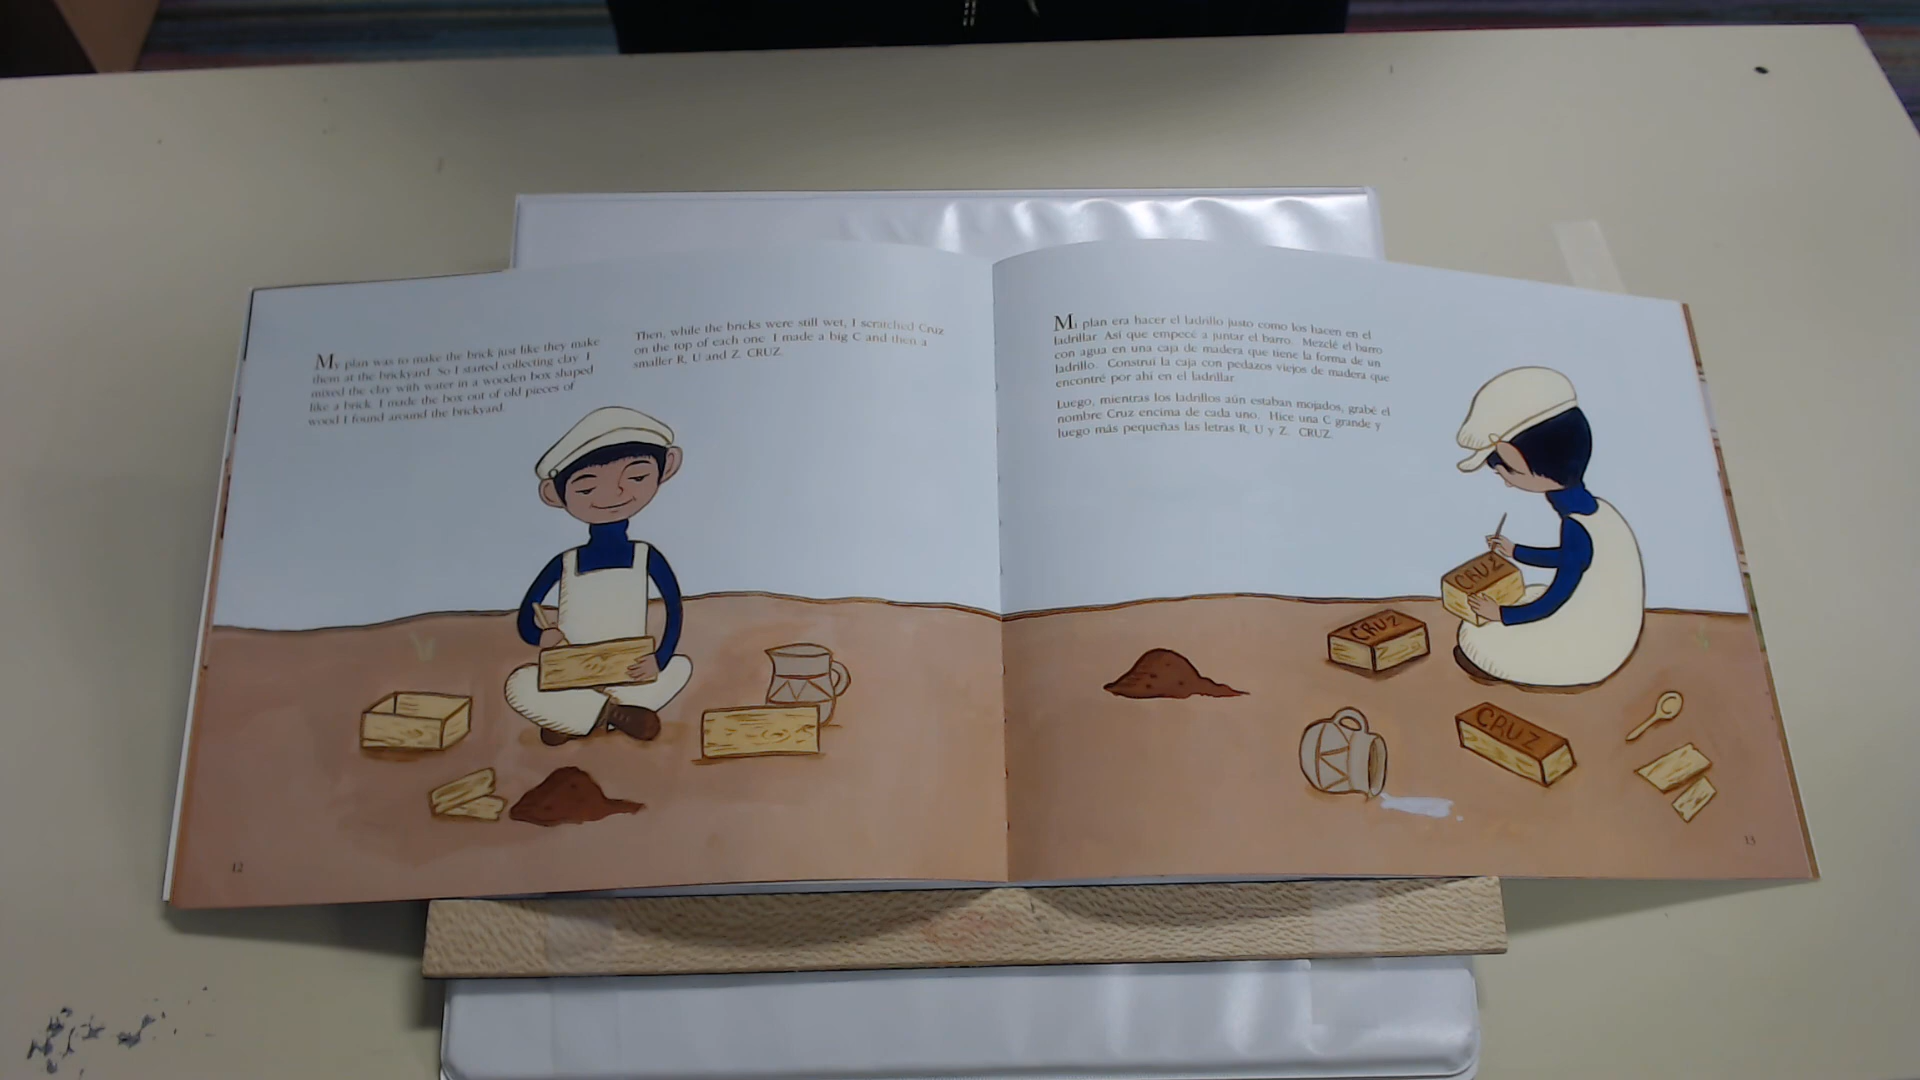 My plan was to make the brick just like they make
them at the brickyard. So I started collecting clay. I
mixed the clay with water in a wooden box shaped
like a brick. I made the box out of old pieces of
wood I found around the brickyard.
Then, while the bricks were still wet, I scratched Cruz
on the top of each one. I made a big C and then a
smaller R, U and Z. CRUZ.
12
Mi plan era hacer el ladrillo justo como los hacen en el
ladrillar. Así que empecé a juntar el barro. Mezclé el barro
con agua en una caja de madera que tiene la forma de un
ladrillo. Construí la caja con pedazos viejos de madera que
encontré por ahí en el ladrillar.
Luego, mientras los ladrillos aún estaban mojados, grabé el
nombre Cruz encima de cada uno. Hice una C grande y
luego más pequeñas las letras R, U y Z. CRUZ.
CRUZ
CRUZ
CRUZ
13